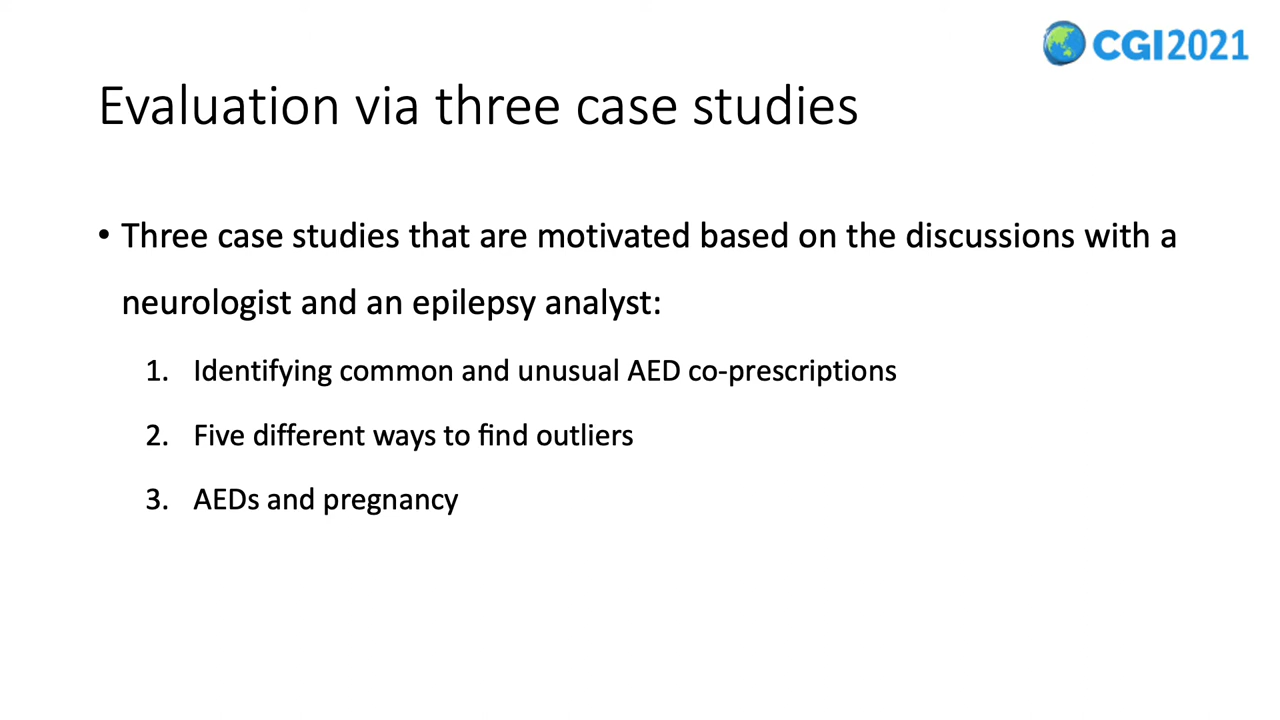 CGI2021
Evaluation via three case studies
• Three case studies that are motivated based on the discussions with a
neurologist and an epilepsy analyst:
1. Identifying common and unusual AED co-prescriptions
2. Five different ways to find outliers
3. AEDs and pregnancy